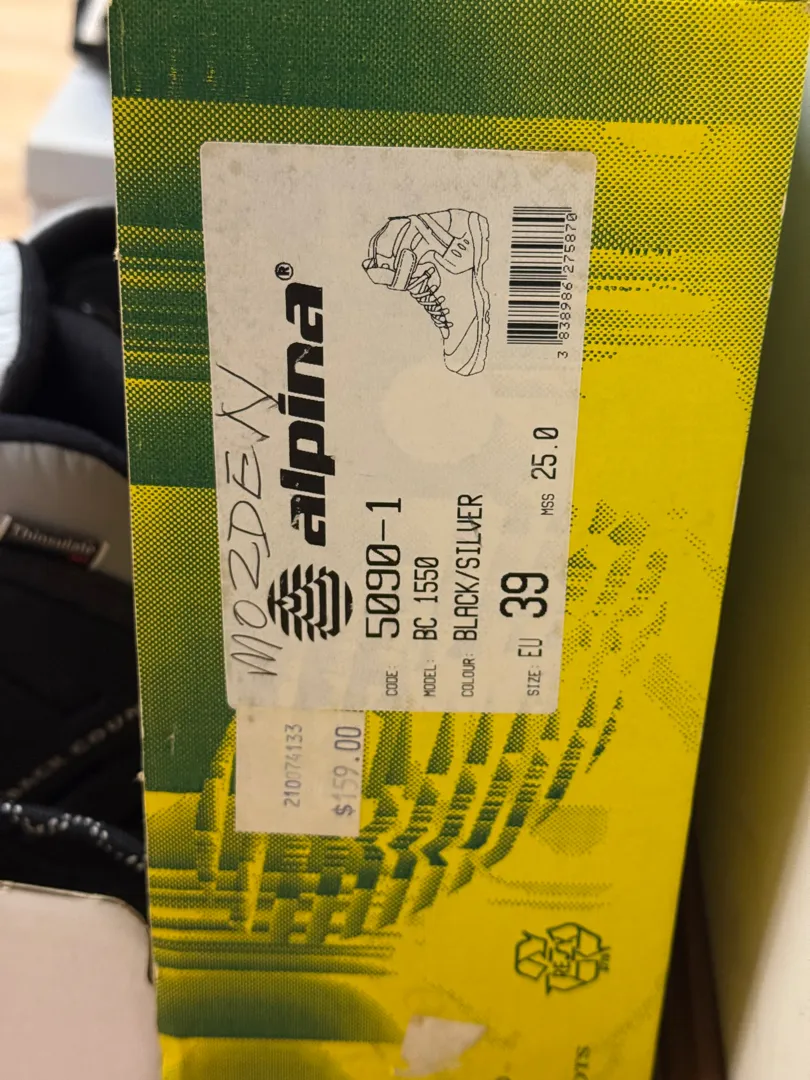 MOZDEN
alpina®
CODE: 5090-1
MODEL: BC 1550
COLOUR: BLACK/SILVER
SIZE: EU 39 MSS 25.0
3 838986 275870
210074133
$159.00
Thinsulate